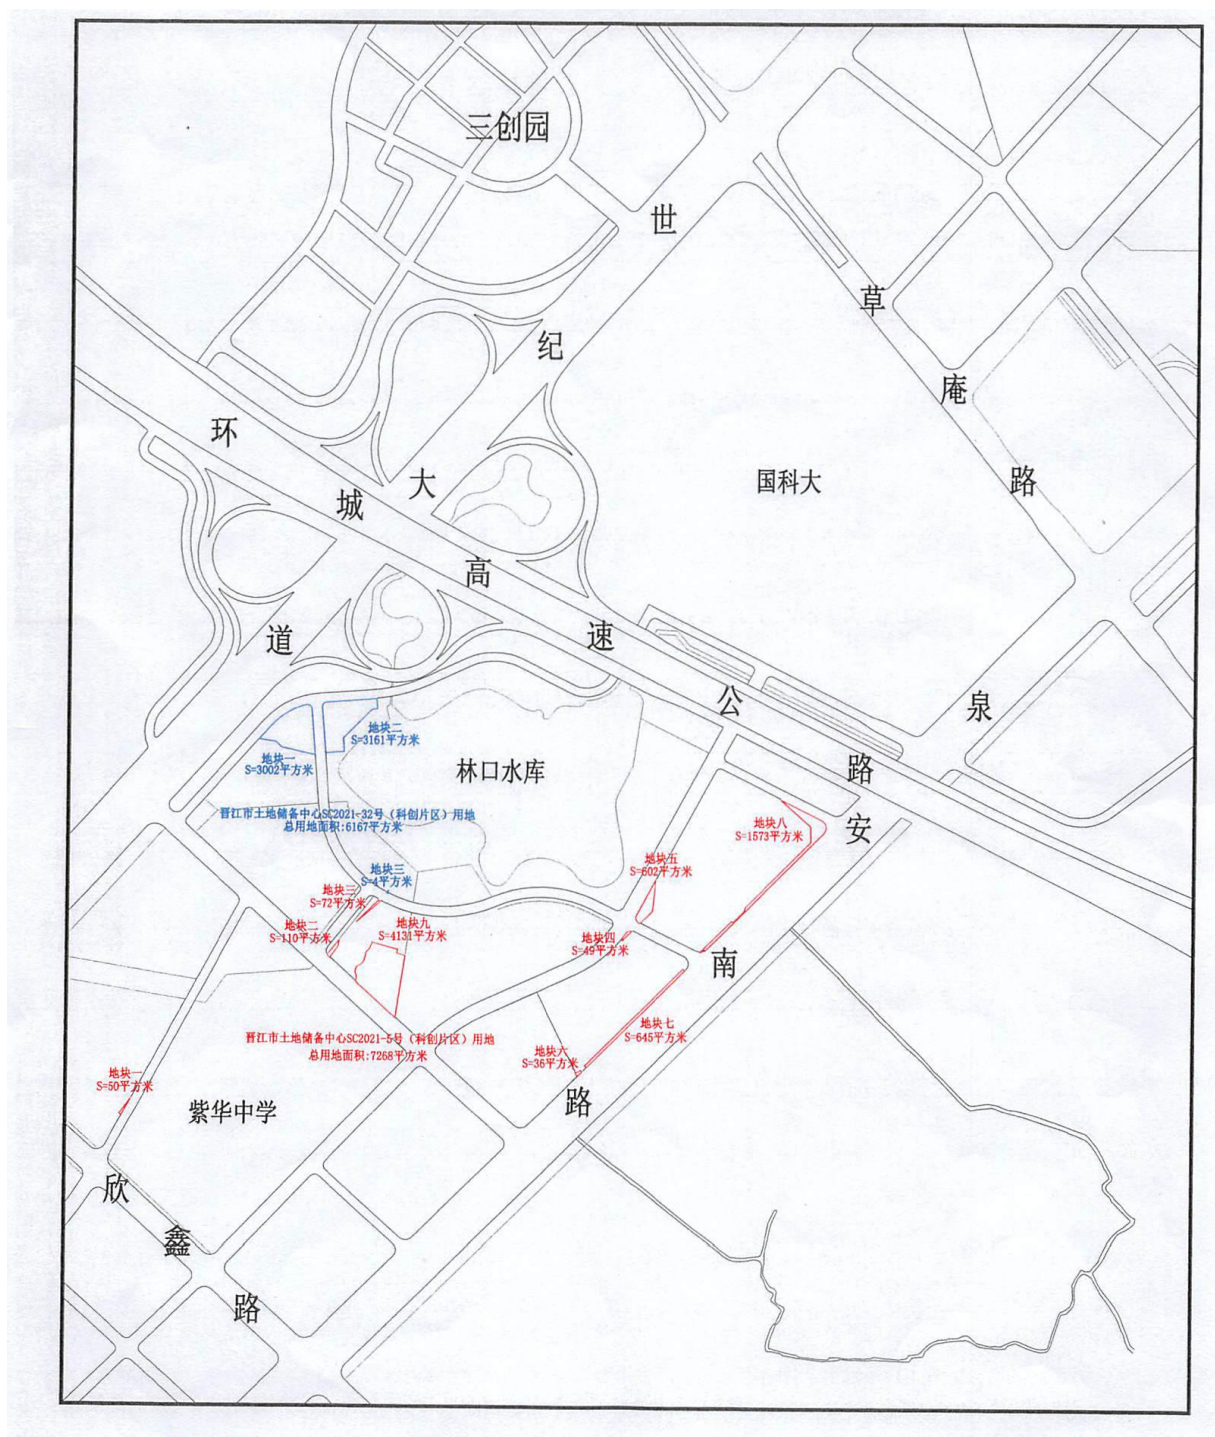 三创园
世
纪
大
道
草
庵
路
环
城
高
速
公
路
国科大
泉
安
南
路
地块二
S=3161平方米
地块一
S=3002平方米
林口水库
晋江市土地储备中心SC2021-32号（科创片区）用地
总用地面积:6167平方米
地块八
S=1573平方米
地块五
S=602平方米
地块三
S=4平方米
地块三
S=72平方米
地块二
S=110平方米
地块九
S=4131平方米
地块四
S=49平方米
地块七
S=645平方米
晋江市土地储备中心SC2021-5号（科创片区）用地
总用地面积:7268平方米
地块六
S=36平方米
地块一
S=50平方米
紫华中学
欣
鑫
路